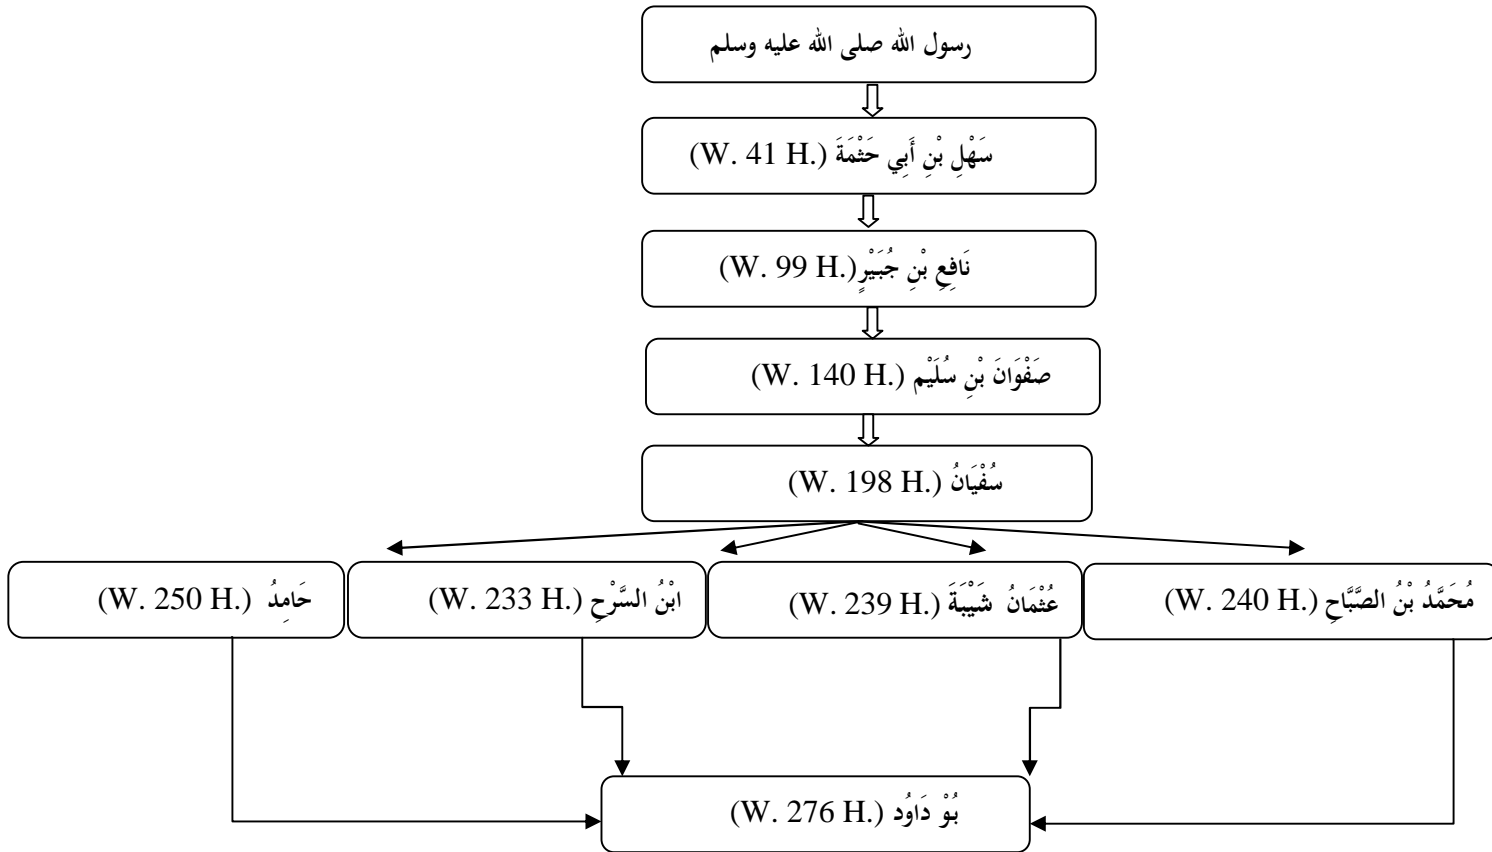 رسول الله صلى الله عليه وسلم
سَهْلِ بْنِ أَبِي حَثْمَةَ (W. 41 H.)
نَافِعِ بْنِ جُبَيْرٍ (W. 99 H.)
صَفْوَانَ بْنِ سُلَيْم (W. 140 H.)
سُفْيَانُ (W. 198 H.)
مُحَمَّدُ بْنُ الصَّبَّاحِ (W. 240 H.)
عُثْمَانُ شَيْبَةَ (W. 239 H.)
ابْنُ السَّرْحِ (W. 233 H.)
حَامِدُ (W. 250 H.)
بُوْ دَاوُد (W. 276 H.)